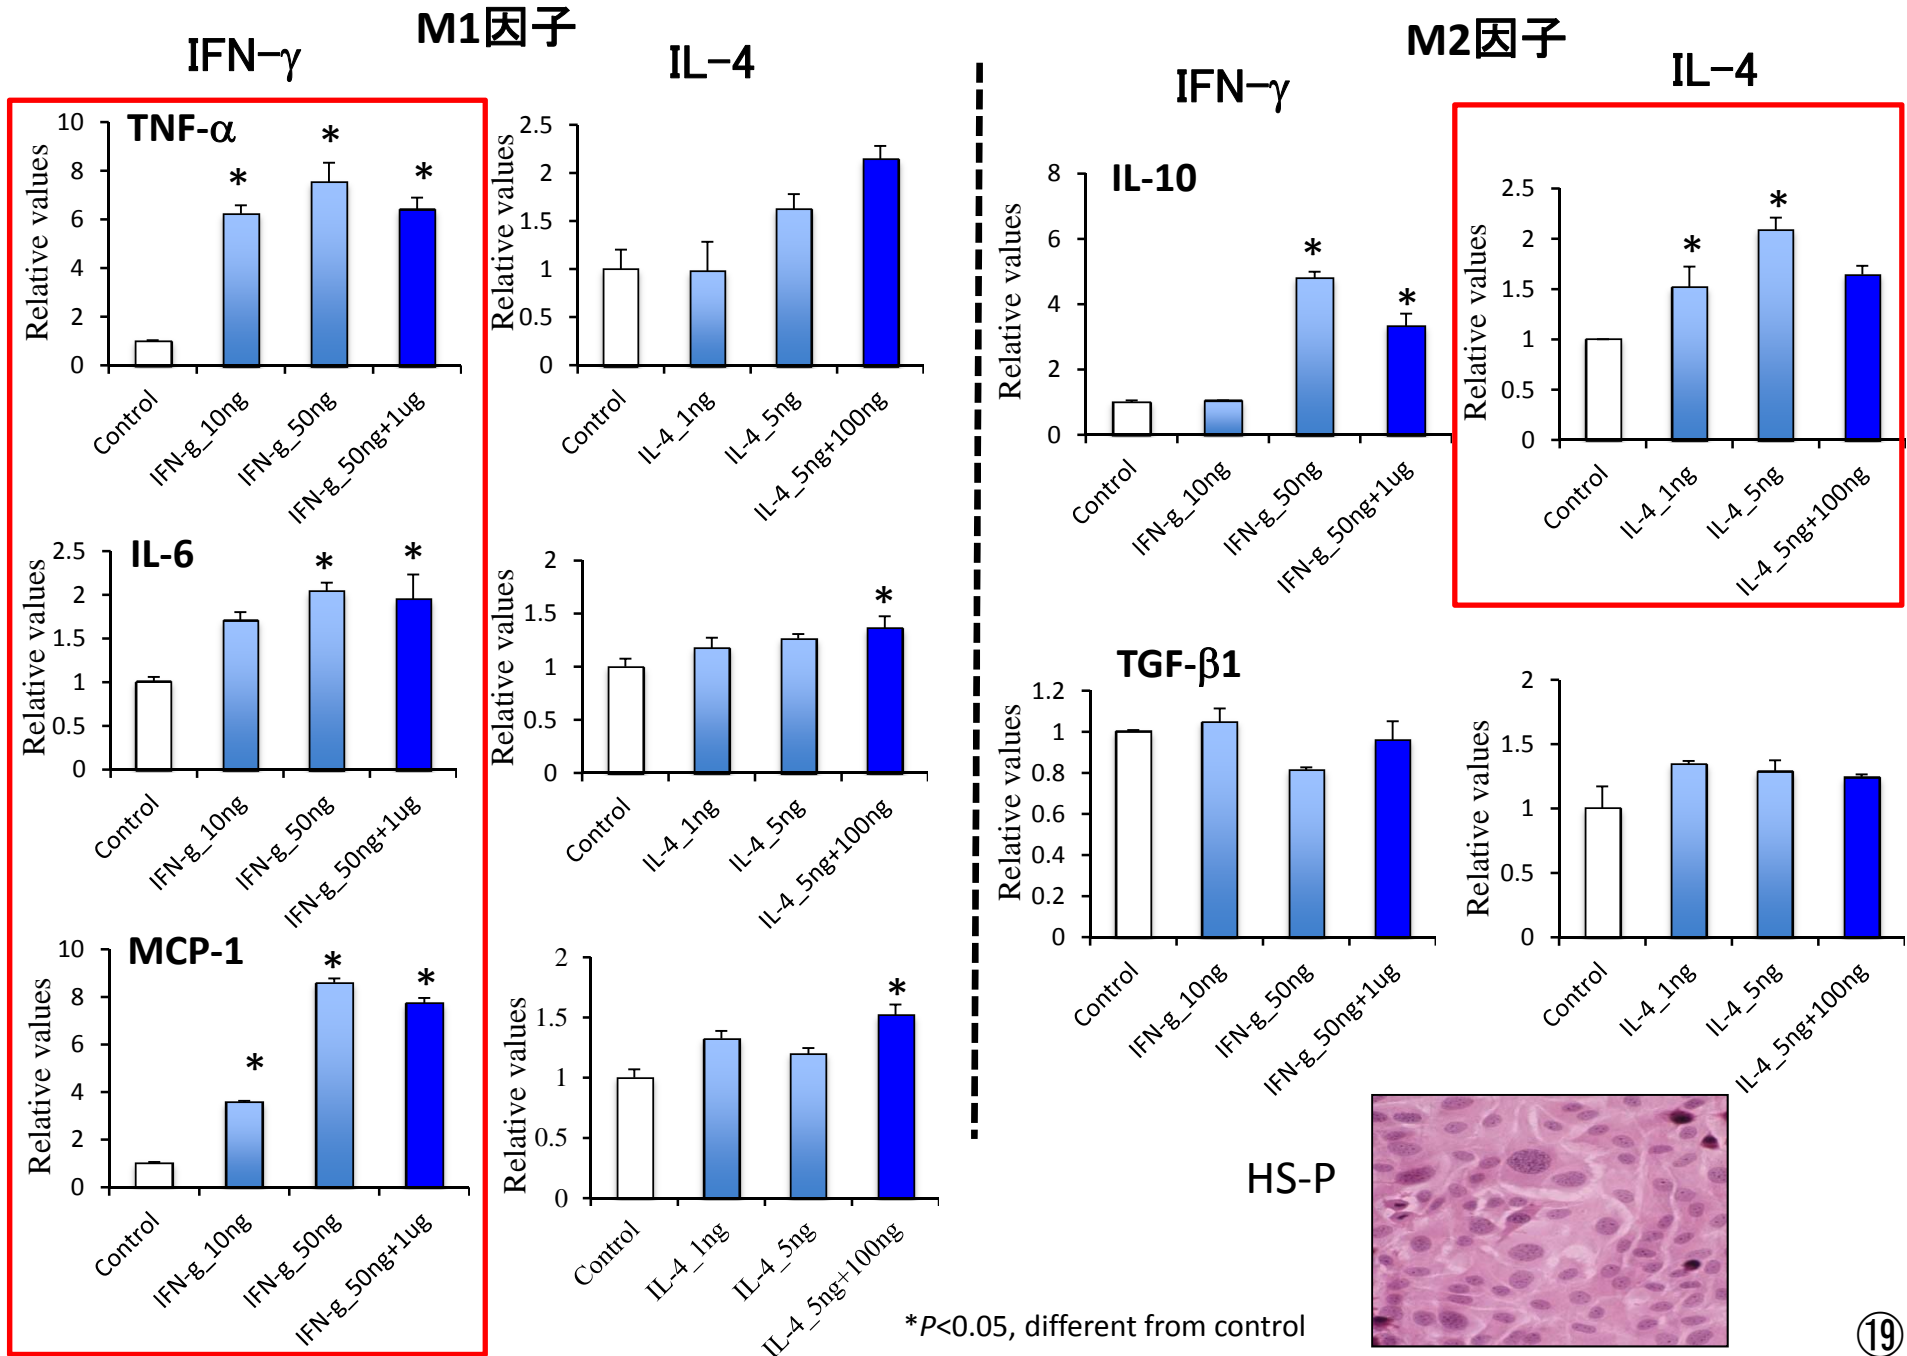 M1因子
IFN-γ
IL-4
TNF-α
Relative values
10
8
6
4
2
0
Control
IFN-g_10ng
IFN-g_50ng
IFN-g_50ng+1ug
Relative values
2.5
2
1.5
1
0.5
0
Control
IL-4_1ng
IL-4_5ng
IL-4_5ng+100ng
IL-6
Relative values
2.5
2
1.5
1
0.5
0
Control
IFN-g_10ng
IFN-g_50ng
IFN-g_50ng+1ug
Relative values
2
1.5
1
0.5
0
Control
IL-4_1ng
IL-4_5ng
IL-4_5ng+100ng
MCP-1
Relative values
10
8
6
4
2
0
Control
IFN-g_10ng
IFN-g_50ng
IFN-g_50ng+1ug
Relative values
2
1.5
1
0.5
0
Control
IL-4_1ng
IL-4_5ng
IL-4_5ng+100ng
M2因子
IFN-γ
IL-4
IL-10
Relative values
8
6
4
2
0
Control
IFN-g_10ng
IFN-g_50ng
IFN-g_50ng+1ug
Relative values
2.5
2
1.5
1
0.5
0
Control
IL-4_1ng
IL-4_5ng
IL-4_5ng+100ng
TGF-β1
Relative values
1.2
1
0.8
0.6
0.4
0.2
0
Control
IFN-g_10ng
IFN-g_50ng
IFN-g_50ng+1ug
Relative values
2
1.5
1
0.5
0
Control
IL-4_1ng
IL-4_5ng
IL-4_5ng+100ng
HS-P
*P<0.05, different from control
⑲